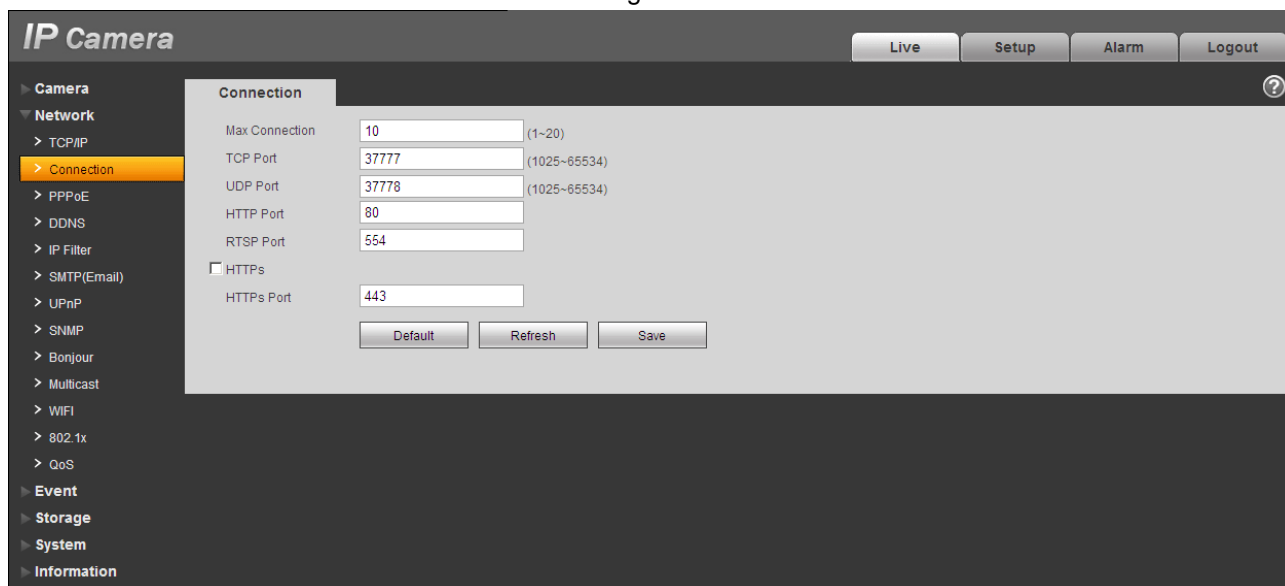 IP Camera
Live Setup Alarm Logout
?
Camera
Network
> TCP/IP
> Connection
> PPPoE
> DDNS
> IP Filter
> SMTP(Email)
> UPnP
> SNMP
> Bonjour
> Multicast
> WIFI
> 802.1x
> QoS
Event
Storage
System
Information
Connection
Max Connection 10 (1~20)
TCP Port 37777 (1025~65534)
UDP Port 37778 (1025~65534)
HTTP Port 80
RTSP Port 554
HTTPs
HTTPs Port 443
Default Refresh Save